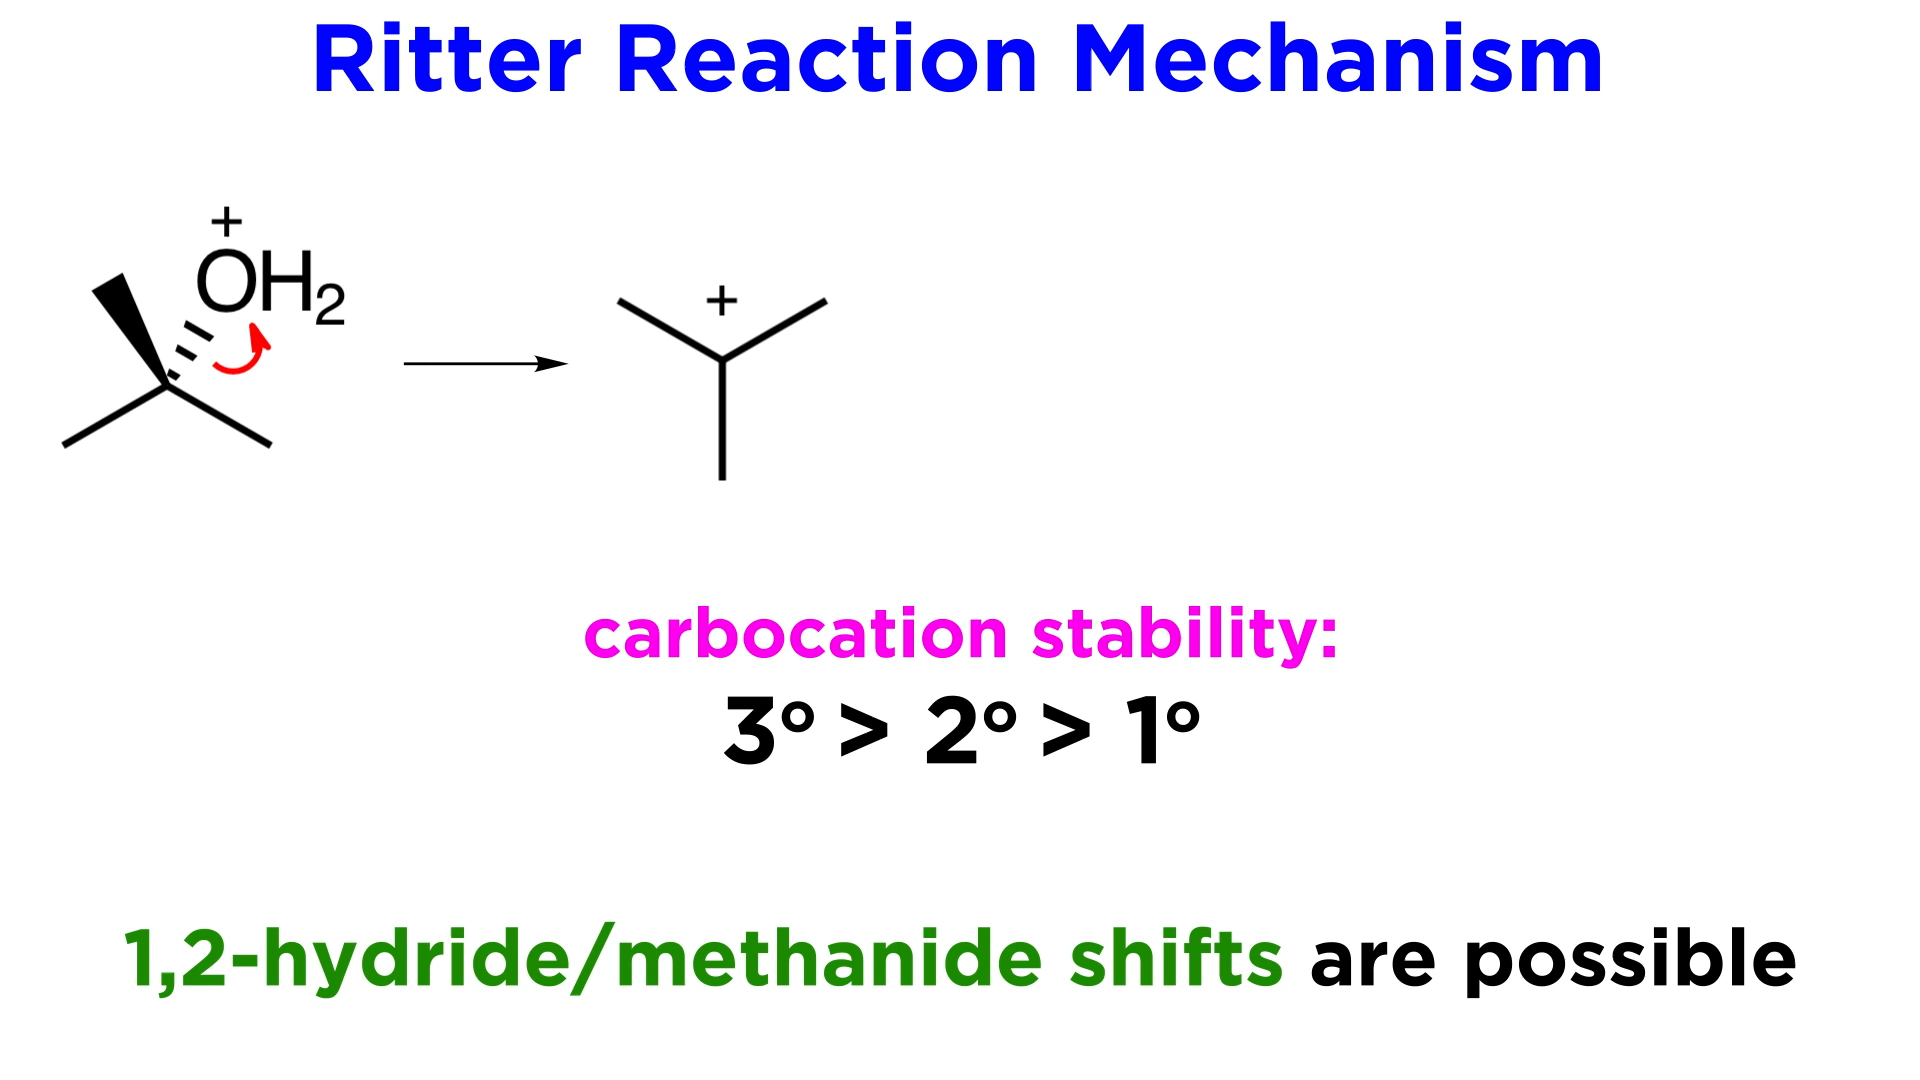 Ritter Reaction Mechanism
+
OH₂
+
carbocation stability:
3° > 2° > 1°
1,2-hydride/methanide shifts are possible